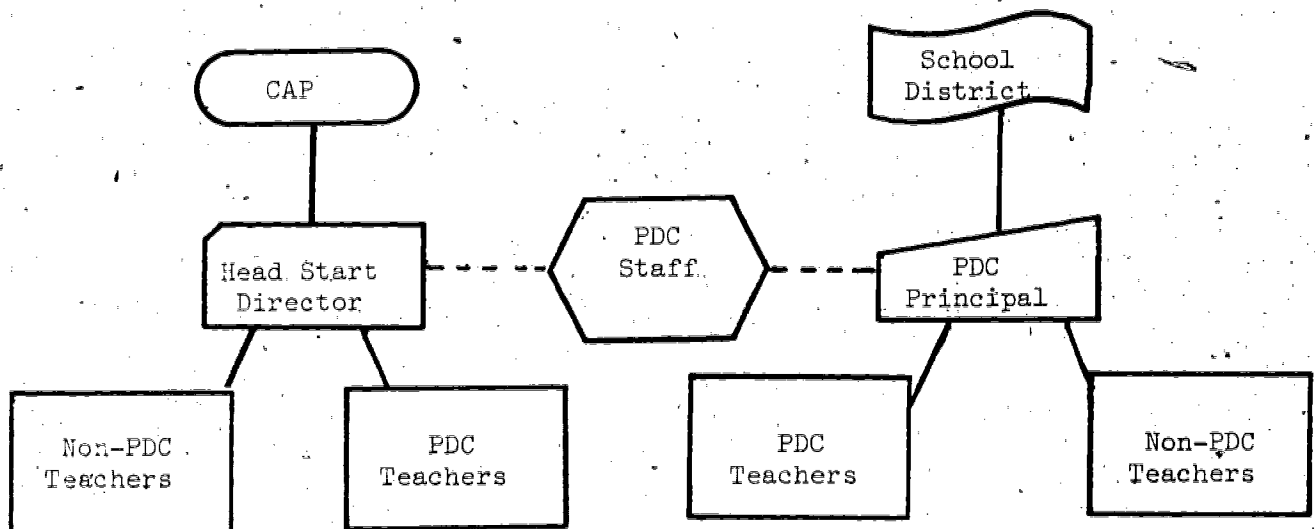 CAP
School
District
Head Start
Director
PDC
Staff
PDC
Principal
Non-PDC
Teachers
PDC
Teachers
PDC
Teachers
Non-PDC
Teachers